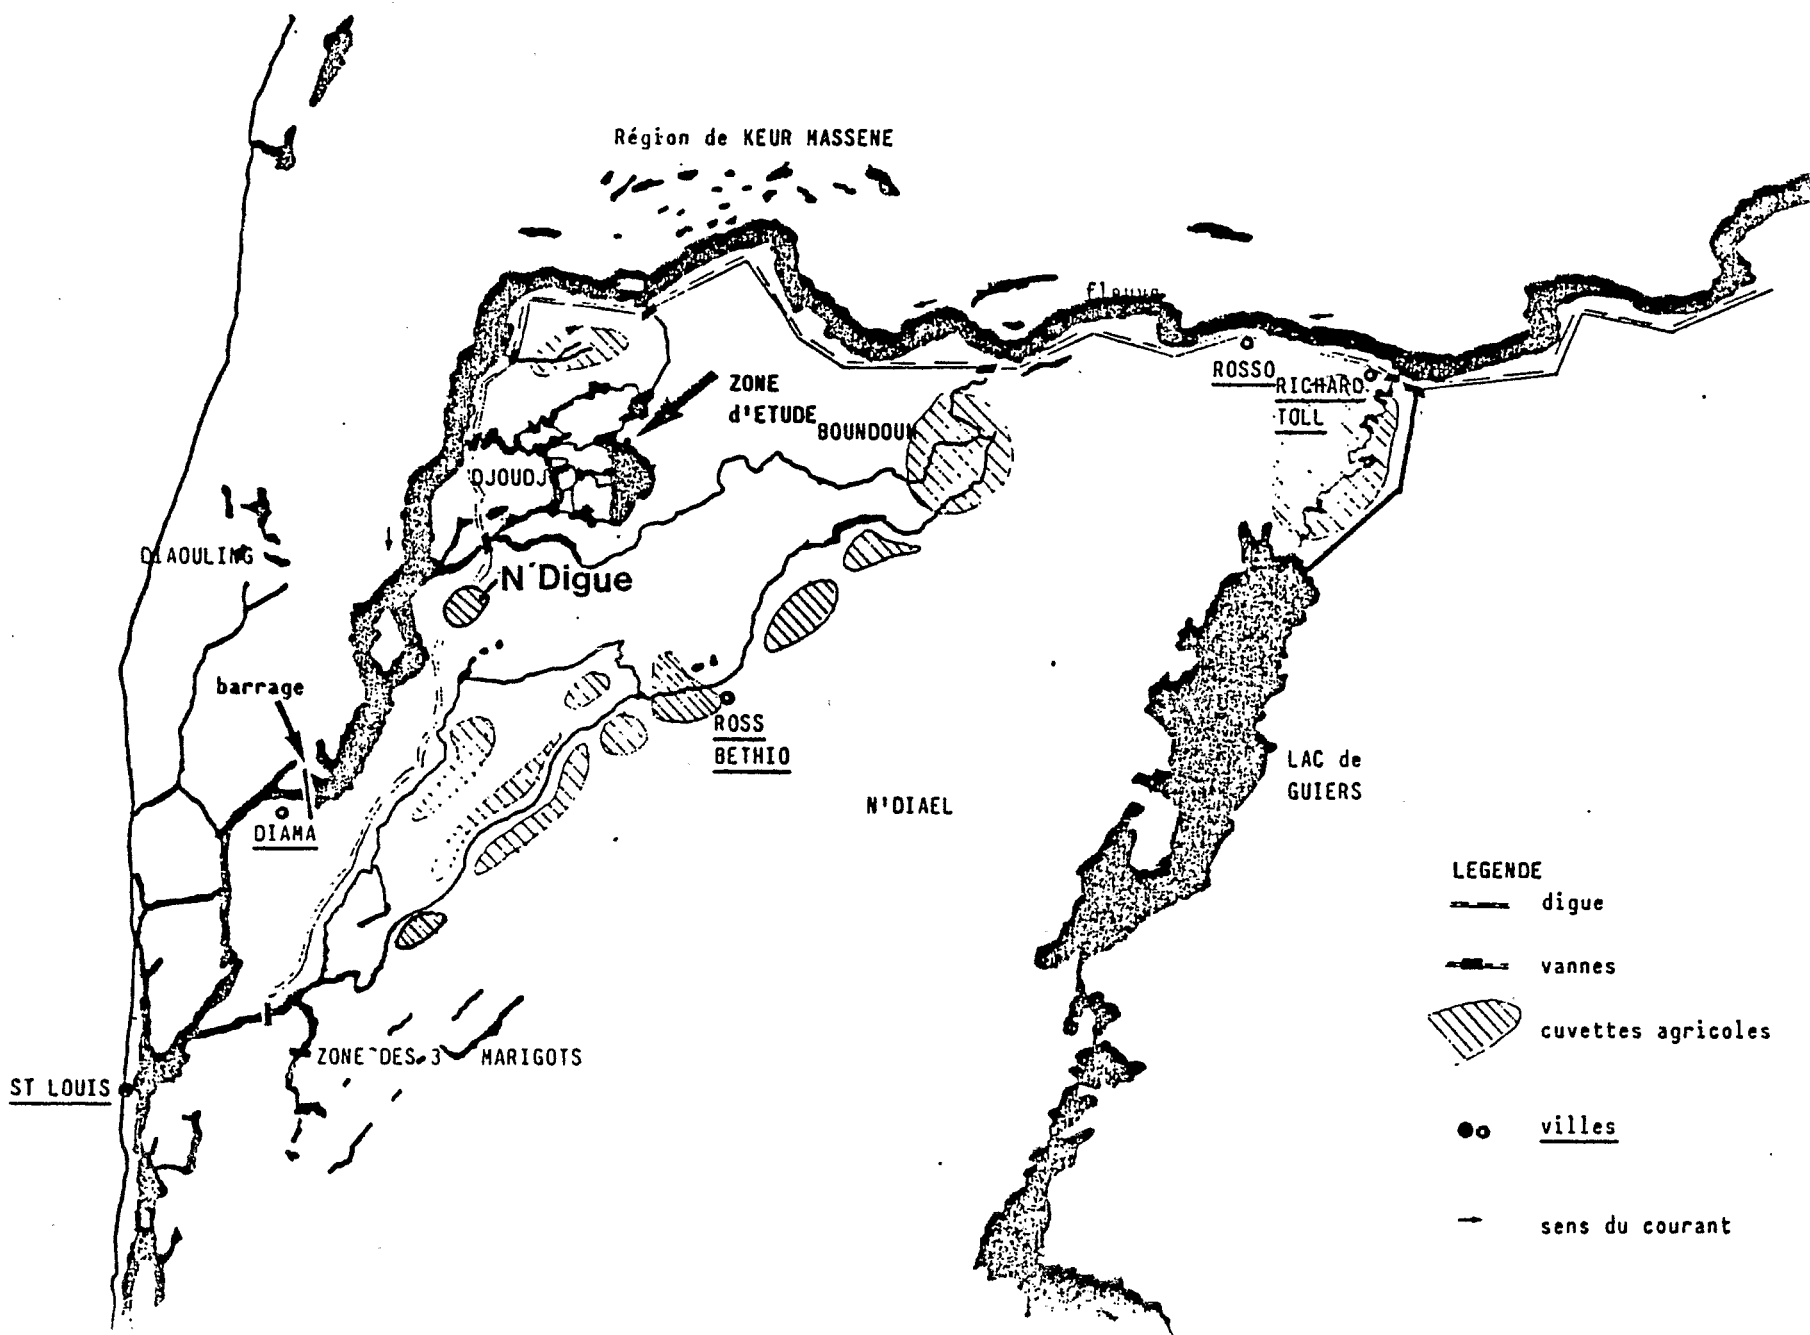 Région de KEUR MASSENE
fleuve
ROSSO
RICHARD
TOLL
ZONE
d'ETUDE
BOUNDOUM
DJOUDJ
DIAOULING
N'Digue
barrage
ROSS
BETHIO
LAC de
GUIERS
N'DIAEL
DIAMA
LEGENDE
digue
vannes
cuvettes agricoles
villes
sens du courant
ZONE DES 3 MARIGOTS
ST LOUIS